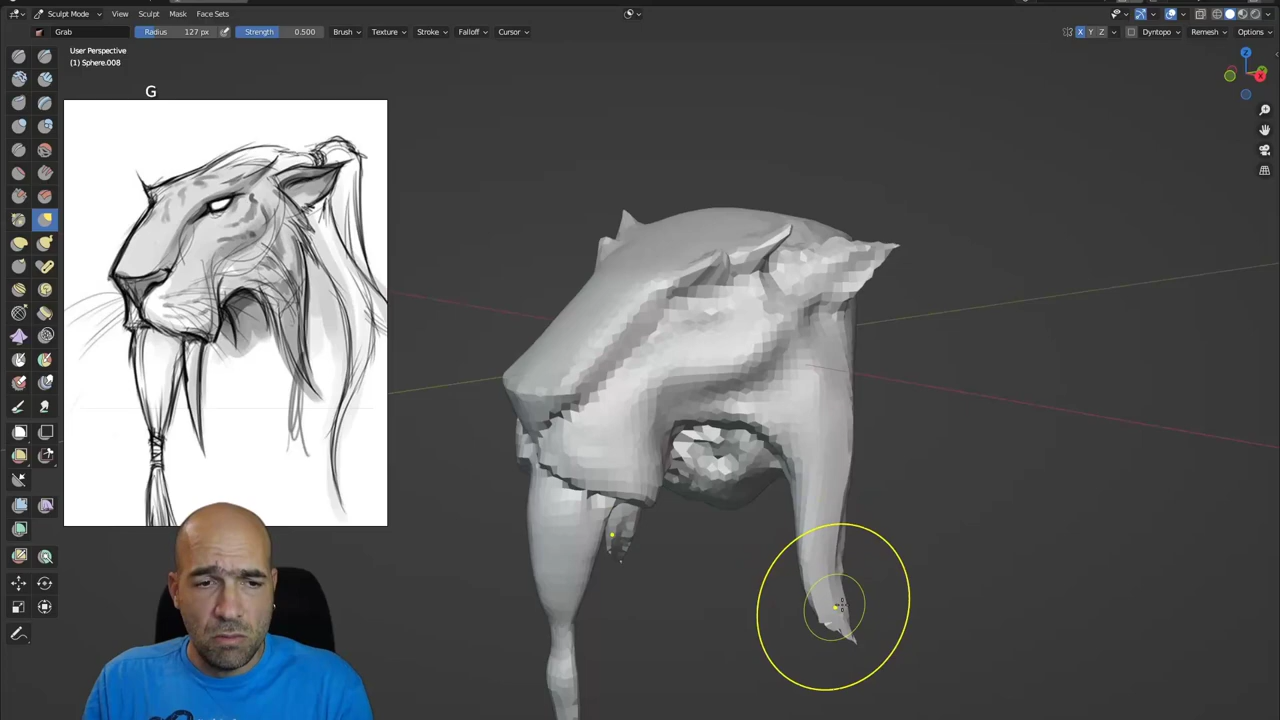 Sculpt Mode View Sculpt Mask Face Sets
Grab Radius 127 px Strength 0.500 Brush Texture Stroke Falloff Cursor X Y Z Dyntopo Remesh Options
User Perspective
(1) Sphere.008
G
Z